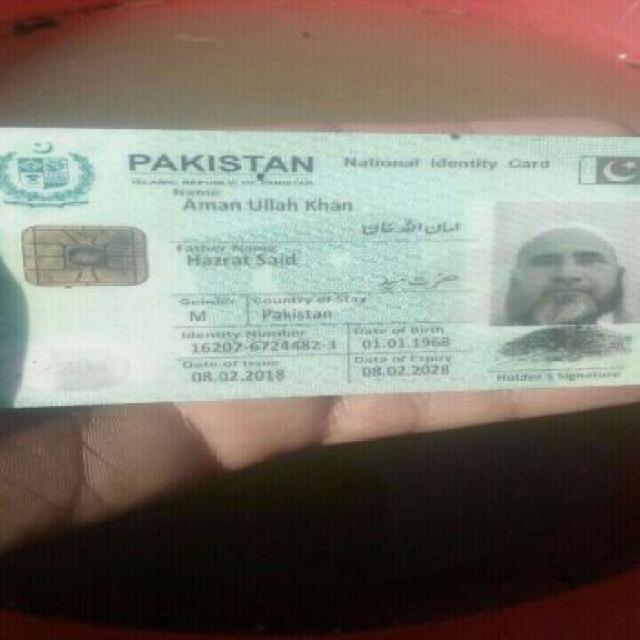 PAKISTAN National Identity Card
ISLAMIC REPUBLIC OF PAKISTAN
Name
Aman Ullah Khan
امان اللہ خان
Father Name
Hazrat Said
حضرت سید
Gender Country of Stay
M Pakistan
Identity Number Date of Birth
16202-6724482-3 01.01.1968
Date of Issue Date of Expiry
08.02.2018 08.02.2028
Holder's Signature